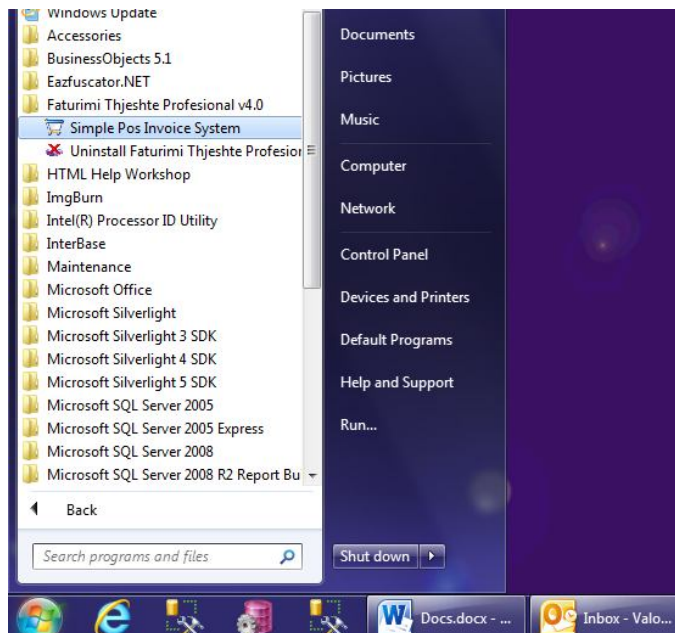 Windows Update
Accessories
BusinessObjects 5.1
Eazfuscator.NET
Faturimi Thjeshte Profesional v4.0
Simple Pos Invoice System
Uninstall Faturimi Thjeshte Profesior
HTML Help Workshop
ImgBurn
Intel(R) Processor ID Utility
InterBase
Maintenance
Microsoft Office
Microsoft Silverlight
Microsoft Silverlight 3 SDK
Microsoft Silverlight 4 SDK
Microsoft Silverlight 5 SDK
Microsoft SQL Server 2005
Microsoft SQL Server 2005 Express
Microsoft SQL Server 2008
Microsoft SQL Server 2008 R2 Report Bu
Back
Search programs and files
Documents
Pictures
Music
Computer
Network
Control Panel
Devices and Printers
Default Programs
Help and Support
Run...
Shut down
Docs.docx - ...
Inbox - Valo...